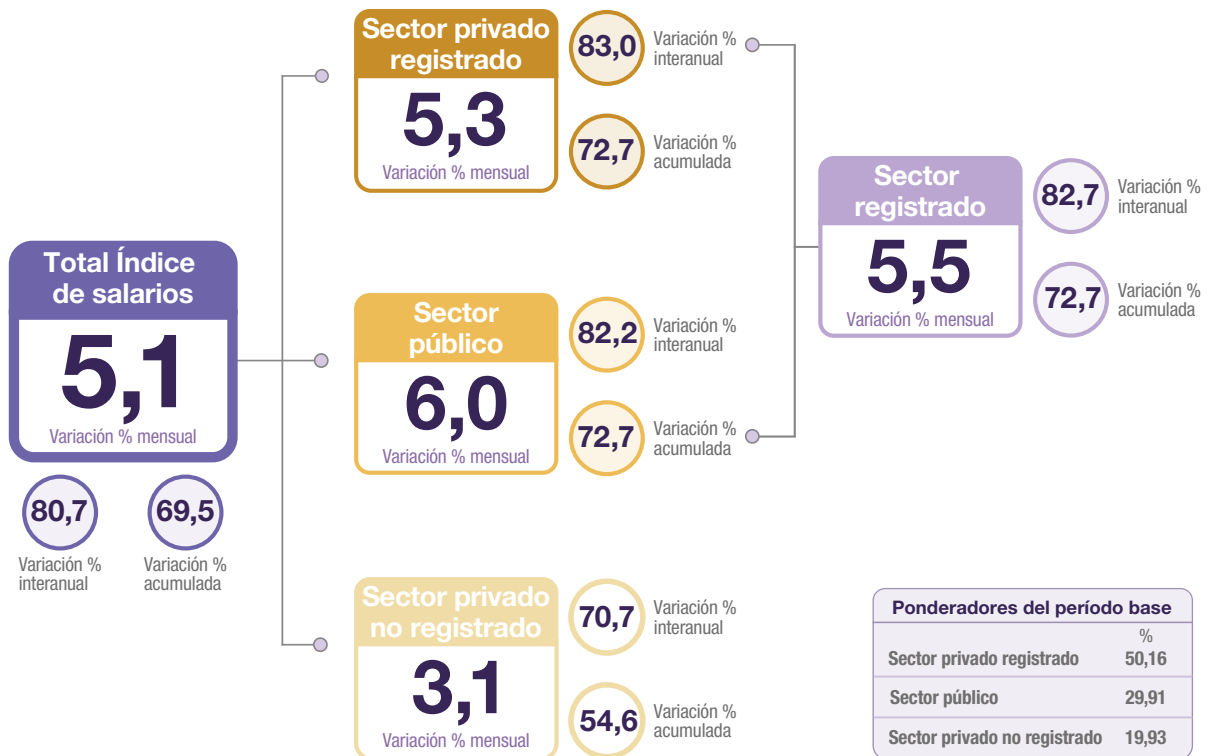 Total Índice
de salarios
5,1
Variación % mensual
80,7
Variación %
interanual
69,5
Variación %
acumulada
Sector privado
registrado
5,3
Variación % mensual
83,0
Variación %
interanual
72,7
Variación %
acumulada
Sector
público
6,0
Variación % mensual
82,2
Variación %
interanual
72,7
Variación %
acumulada
Sector privado
no registrado
3,1
Variación % mensual
70,7
Variación %
interanual
54,6
Variación %
acumulada
Sector
registrado
5,5
Variación % mensual
82,7
Variación %
interanual
72,7
Variación %
acumulada
Ponderadores del período base
%
Sector privado registrado 50,16
Sector público 29,91
Sector privado no registrado 19,93